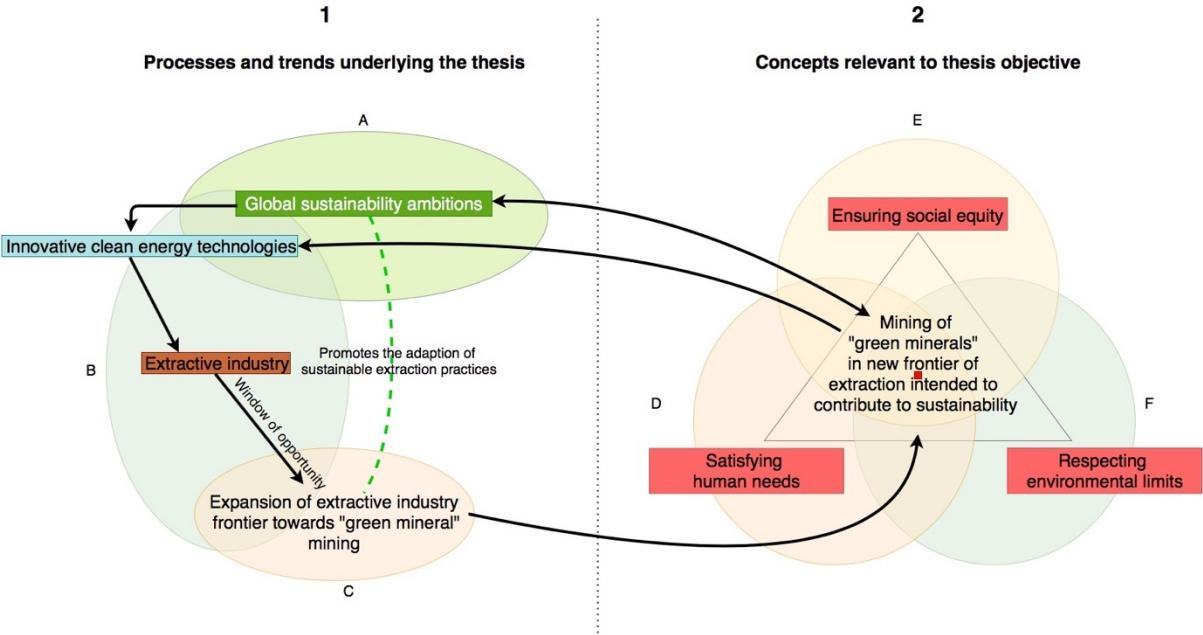 1
2
Processes and trends underlying the thesis
Concepts relevant to thesis objective
A
Global sustainability ambitions
Innovative clean energy technologies
B
Extractive industry
Promotes the adaption of
sustainable extraction practices
Window of opportunity
Expansion of extractive industry
frontier towards "green mineral"
mining
C
E
Ensuring social equity
Mining of
"green minerals"
in new frontier of
extraction intended to
contribute to sustainability
D
F
Satisfying
human needs
Respecting
environmental limits